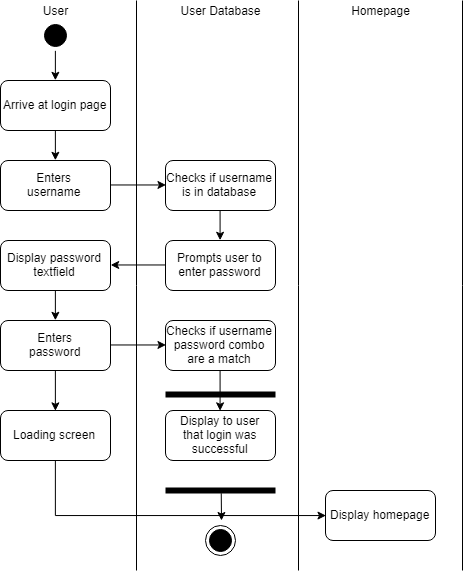 User
User Database
Homepage
Arrive at login page
Enters
username
Checks if username
is in database
Display password
textfield
Prompts user to
enter password
Enters
password
Checks if username
password combo
are a match
Loading screen
Display to user
that login was
successful
Display homepage